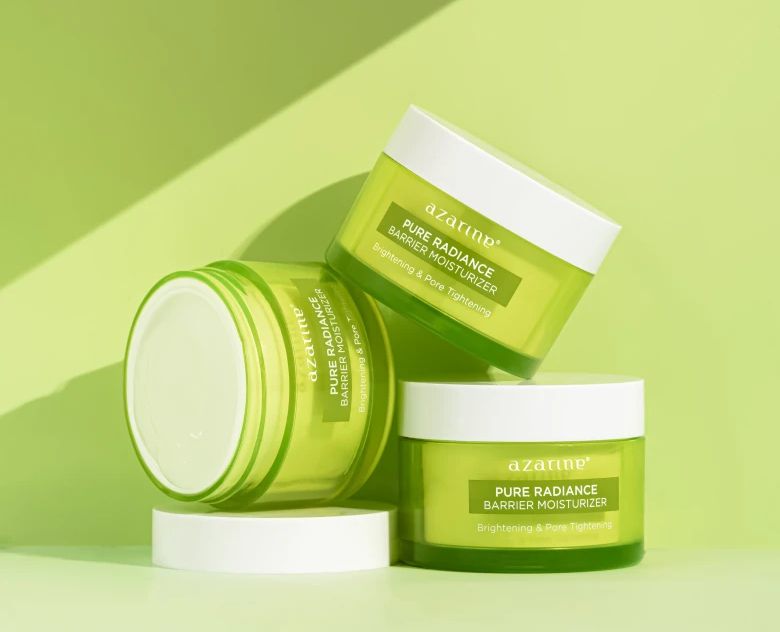 azarine®
PURE RADIANCE
BARRIER MOISTURIZER
Brightening & Pore Tightening
azarine
PURE RADIANCE
BARRIER MOISTURIZER
Brightening & Pore
azarine®
PURE RADIANCE
BARRIER MOISTURIZER
Brightening & Pore Tightening